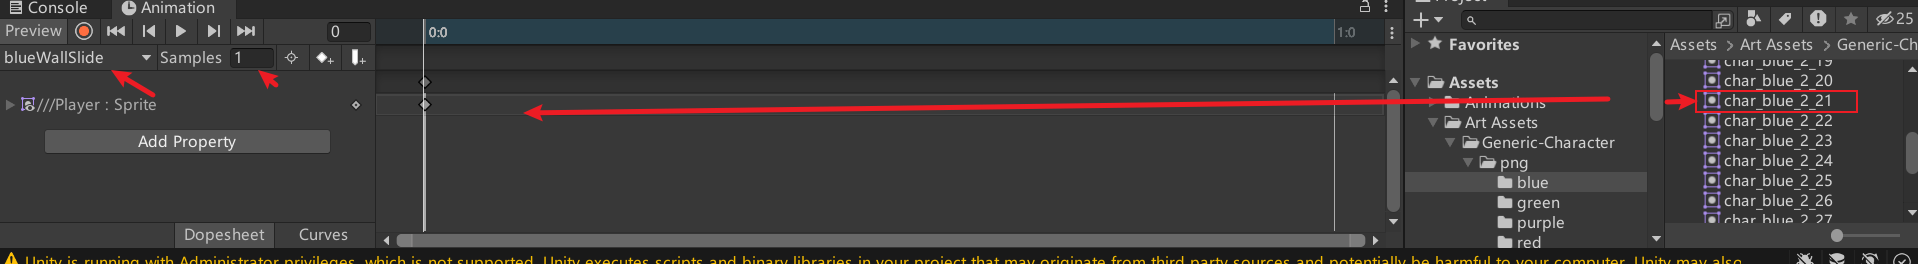 Console
Animation
Preview
0
0:0
1:0
blueWallSlide
Samples
1
///Player : Sprite
Add Property
Dopesheet
Curves
Project
25
Favorites
Assets
Animations
Art Assets
Generic-Character
png
blue
green
purple
red
Assets > Art Assets > Generic-Ch
char_blue_2_19
char_blue_2_20
char_blue_2_21
char_blue_2_22
char_blue_2_23
char_blue_2_24
char_blue_2_25
char_blue_2_26
char_blue_2_27
Unity is running with Administrator privileges, which is not supported. Unity executes scripts and binary libraries in your project that may originate from third party sources and potentially be harmful to your computer. Unity may also